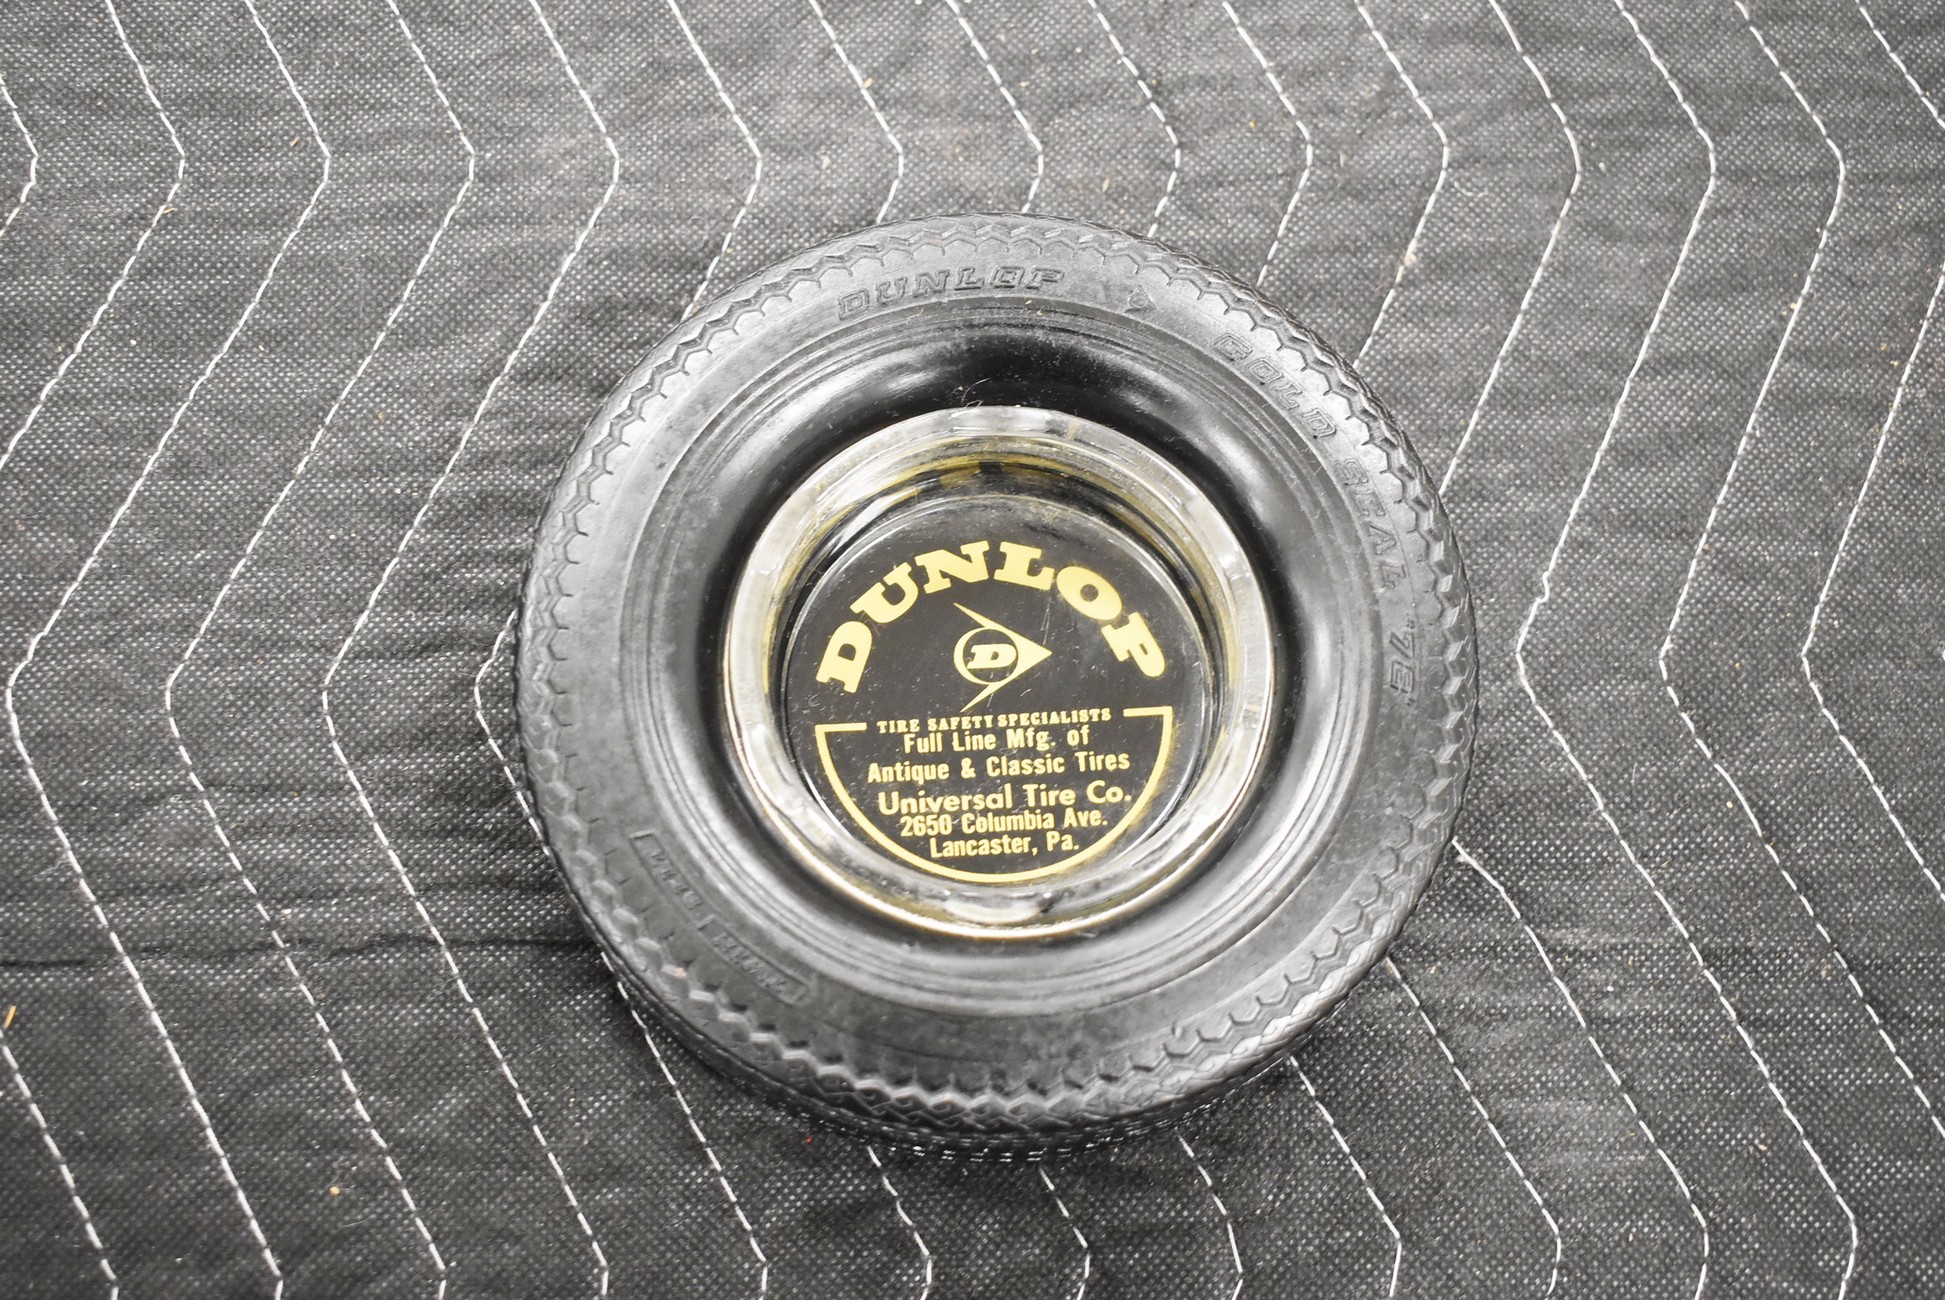 DUNLOP
GOLD SEAL "78"
DUNLOP
D
TIRE SAFETY SPECIALISTS
Full Line Mfg. of
Antique & Classic Tires
Universal Tire Co.
2650 Columbia Ave.
Lancaster, Pa.